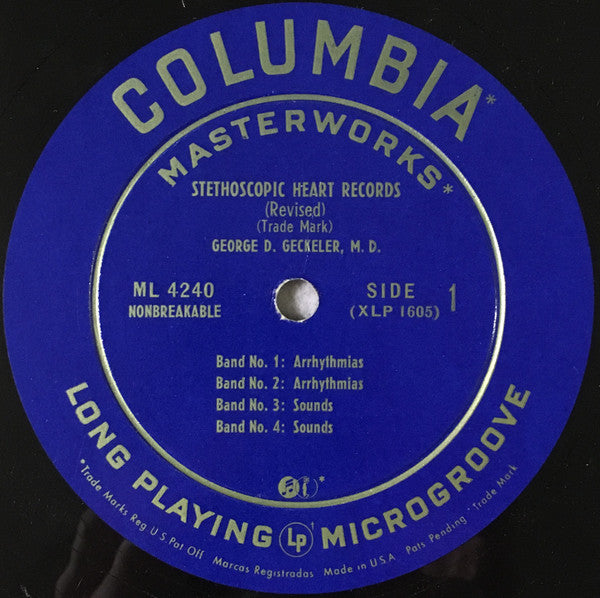 COLUMBIA*
MASTERWORKS*
STETHOSCOPIC HEART RECORDS
(Revised)
(Trade Mark)
GEORGE D. GECKELER, M. D.
ML 4240
NONBREAKABLE
SIDE 1
(XLP 1605)
Band No. 1: Arrhythmias
Band No. 2: Arrhythmias
Band No. 3: Sounds
Band No. 4: Sounds
LONG PLAYING LP† MICROGROOVE
*Trade Marks Reg U S Pat Off Marcas Registradas Made in U.S.A Pats Pending · Trade Mark